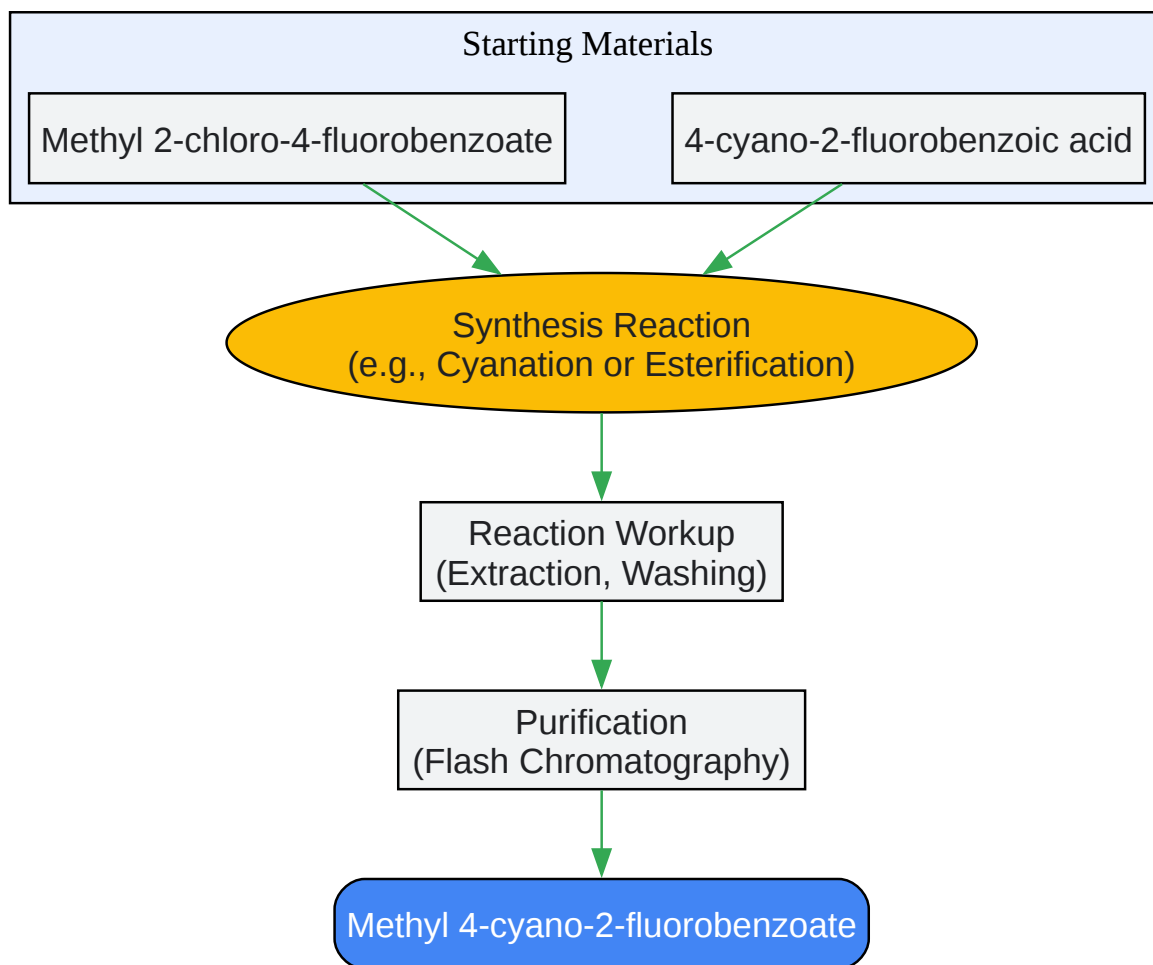 Starting Materials
Methyl 2-chloro-4-fluorobenzoate
4-cyano-2-fluorobenzoic acid
Synthesis Reaction
(e.g., Cyanation or Esterification)
Reaction Workup
(Extraction, Washing)
Purification
(Flash Chromatography)
Methyl 4-cyano-2-fluorobenzoate